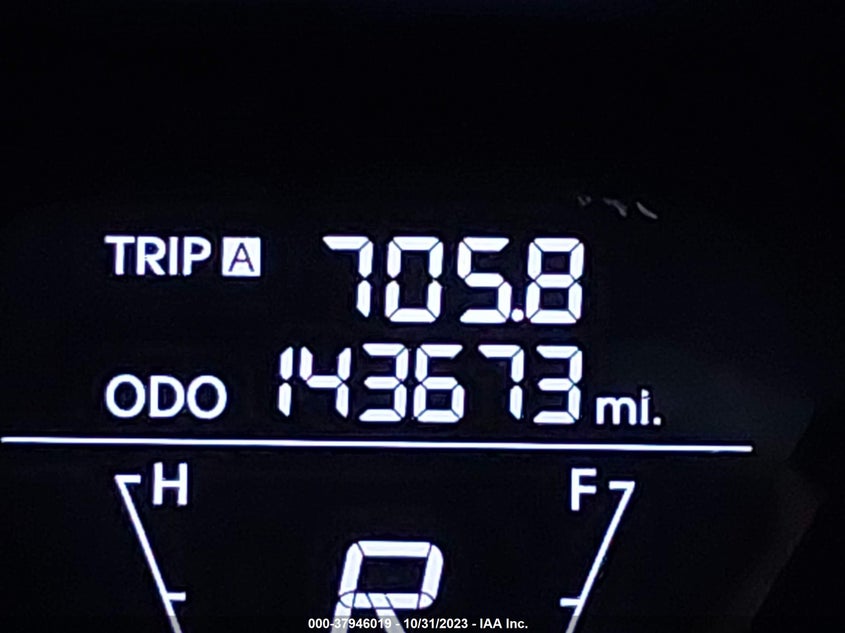 TRIP A 705.8
ODO 143673 mi.
H F
R
000-37946019 - 10/31/2023 - IAA Inc.